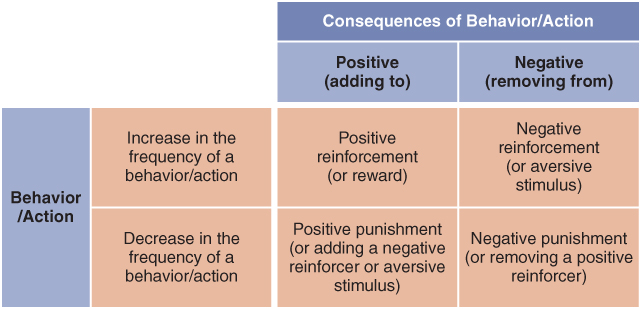 Consequences of Behavior/Action
Positive
(adding to)
Negative
(removing from)
Behavior
/Action
Increase in the
frequency of a
behavior/action
Positive
reinforcement
(or reward)
Negative
reinforcement
(or aversive
stimulus)
Decrease in the
frequency of a
behavior/action
Positive punishment
(or adding a negative
reinforcer or aversive
stimulus)
Negative punishment
(or removing a positive
reinforcer)